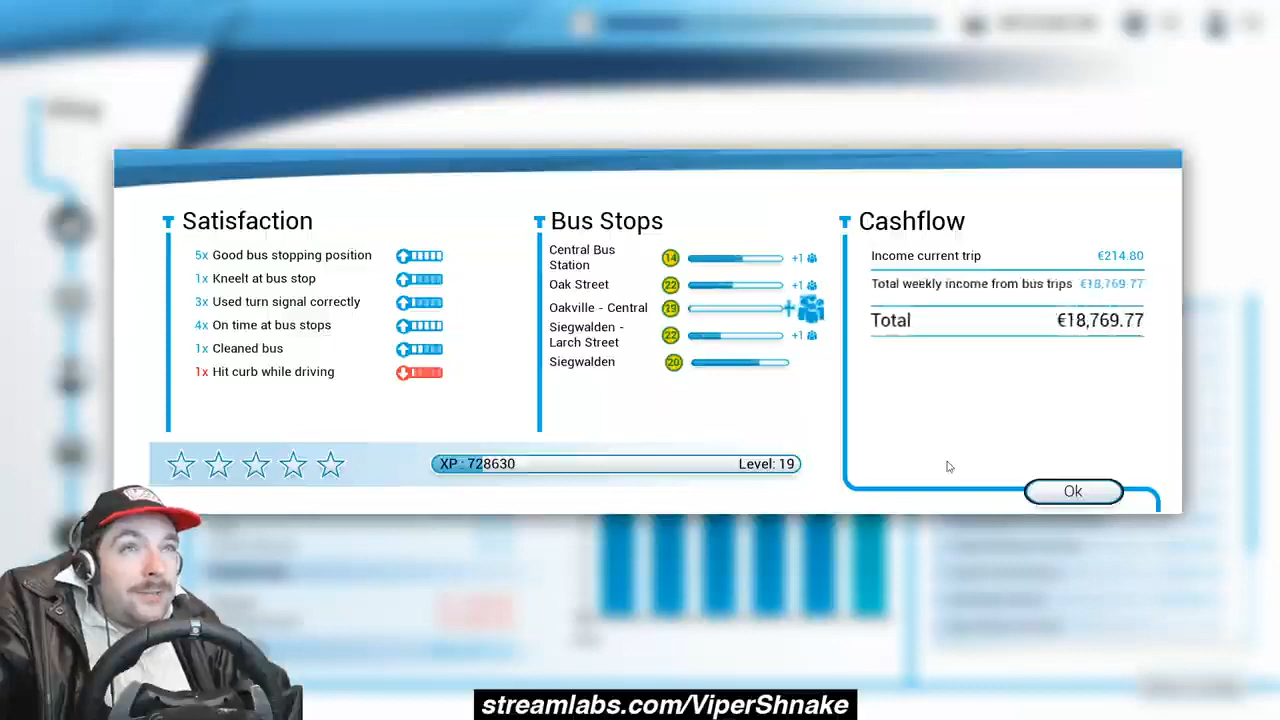 Satisfaction
5x Good bus stopping position
1x Kneelt at bus stop
3x Used turn signal correctly
4x On time at bus stops
1x Cleaned bus
1x Hit curb while driving
Bus Stops
Central Bus
Station 14 +1
Oak Street 22 +1
Oakville - Central
Siegwalden -
Larch Street 22 +1
Siegwalden 20
XP : 728630 Level: 19
Cashflow
Income current trip €214.80
Total weekly income from bus trips €18,769.77
Total €18,769.77
Ok
streamlabs.com/ViperShnake